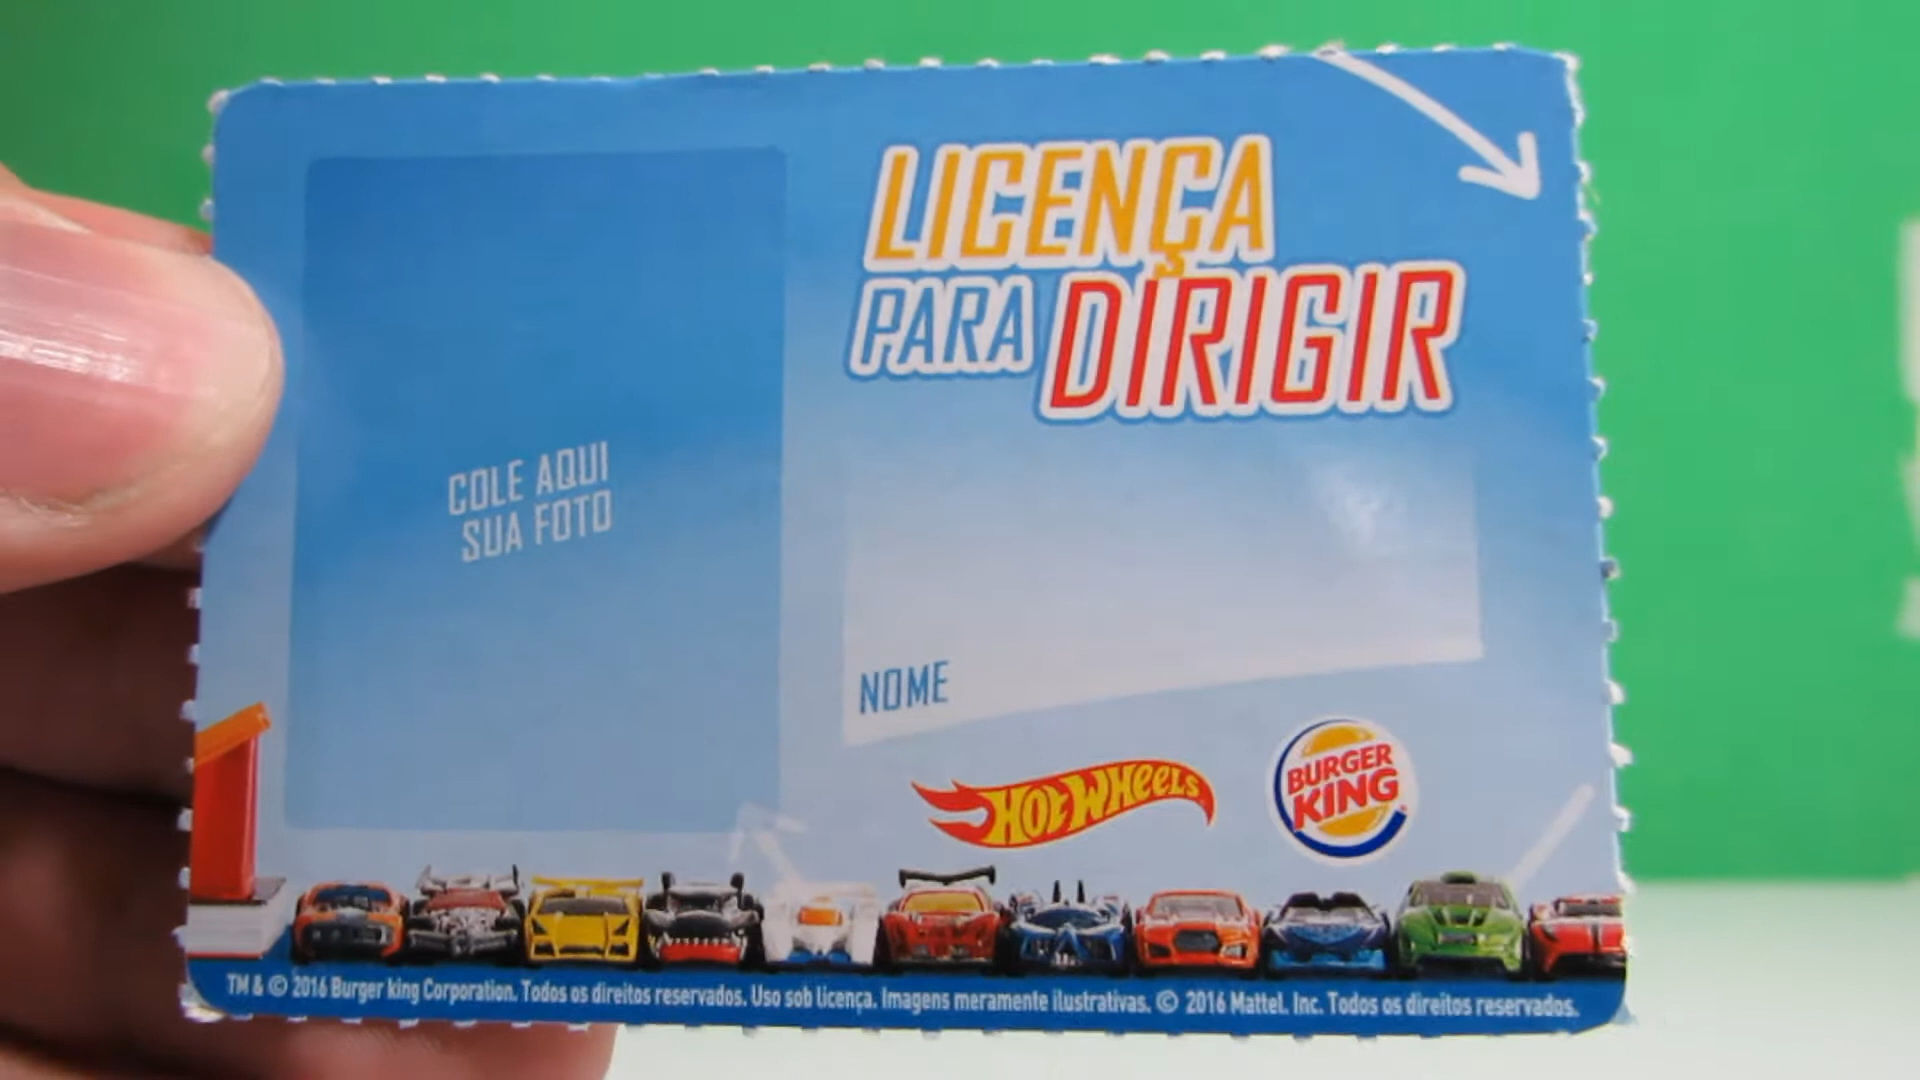 LICENÇA
PARA DIRIGIR
COLE AQUI
SUA FOTO
NOME
HOT WHEELS
BURGER
KING
TM & © 2016 Burger king Corporation. Todos os direitos reservados. Uso sob licença. Imagens meramente ilustrativas. © 2016 Mattel. Inc. Todos os direitos reservados.